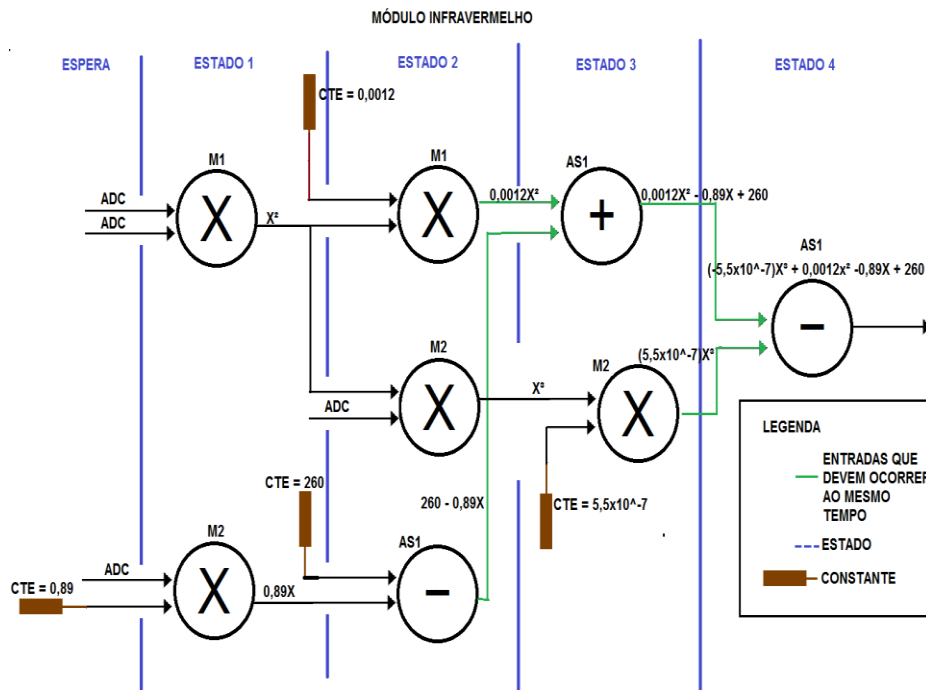 MÓDULO INFRAVERMELHO
ESPERA
ESTADO 1
ESTADO 2
ESTADO 3
ESTADO 4
CTE = 0,0012
M1
ADC
ADC
X
X²
M1
X
0,0012X²
AS1
+
0,0012X² - 0,89X + 260
AS1
(-5,5x10^-7)X² + 0,0012x² -0,89X + 260
-
M2
ADC
X
X²
M2
X
(5,5x10^-7)X²
CTE = 5,5x10^-7
CTE = 260
260 - 0,89X
M2
ADC
CTE = 0,89
X
0,89X
AS1
-
LEGENDA
ENTRADAS QUE
DEVEM OCORRER
AO MESMO
TEMPO
ESTADO
CONSTANTE